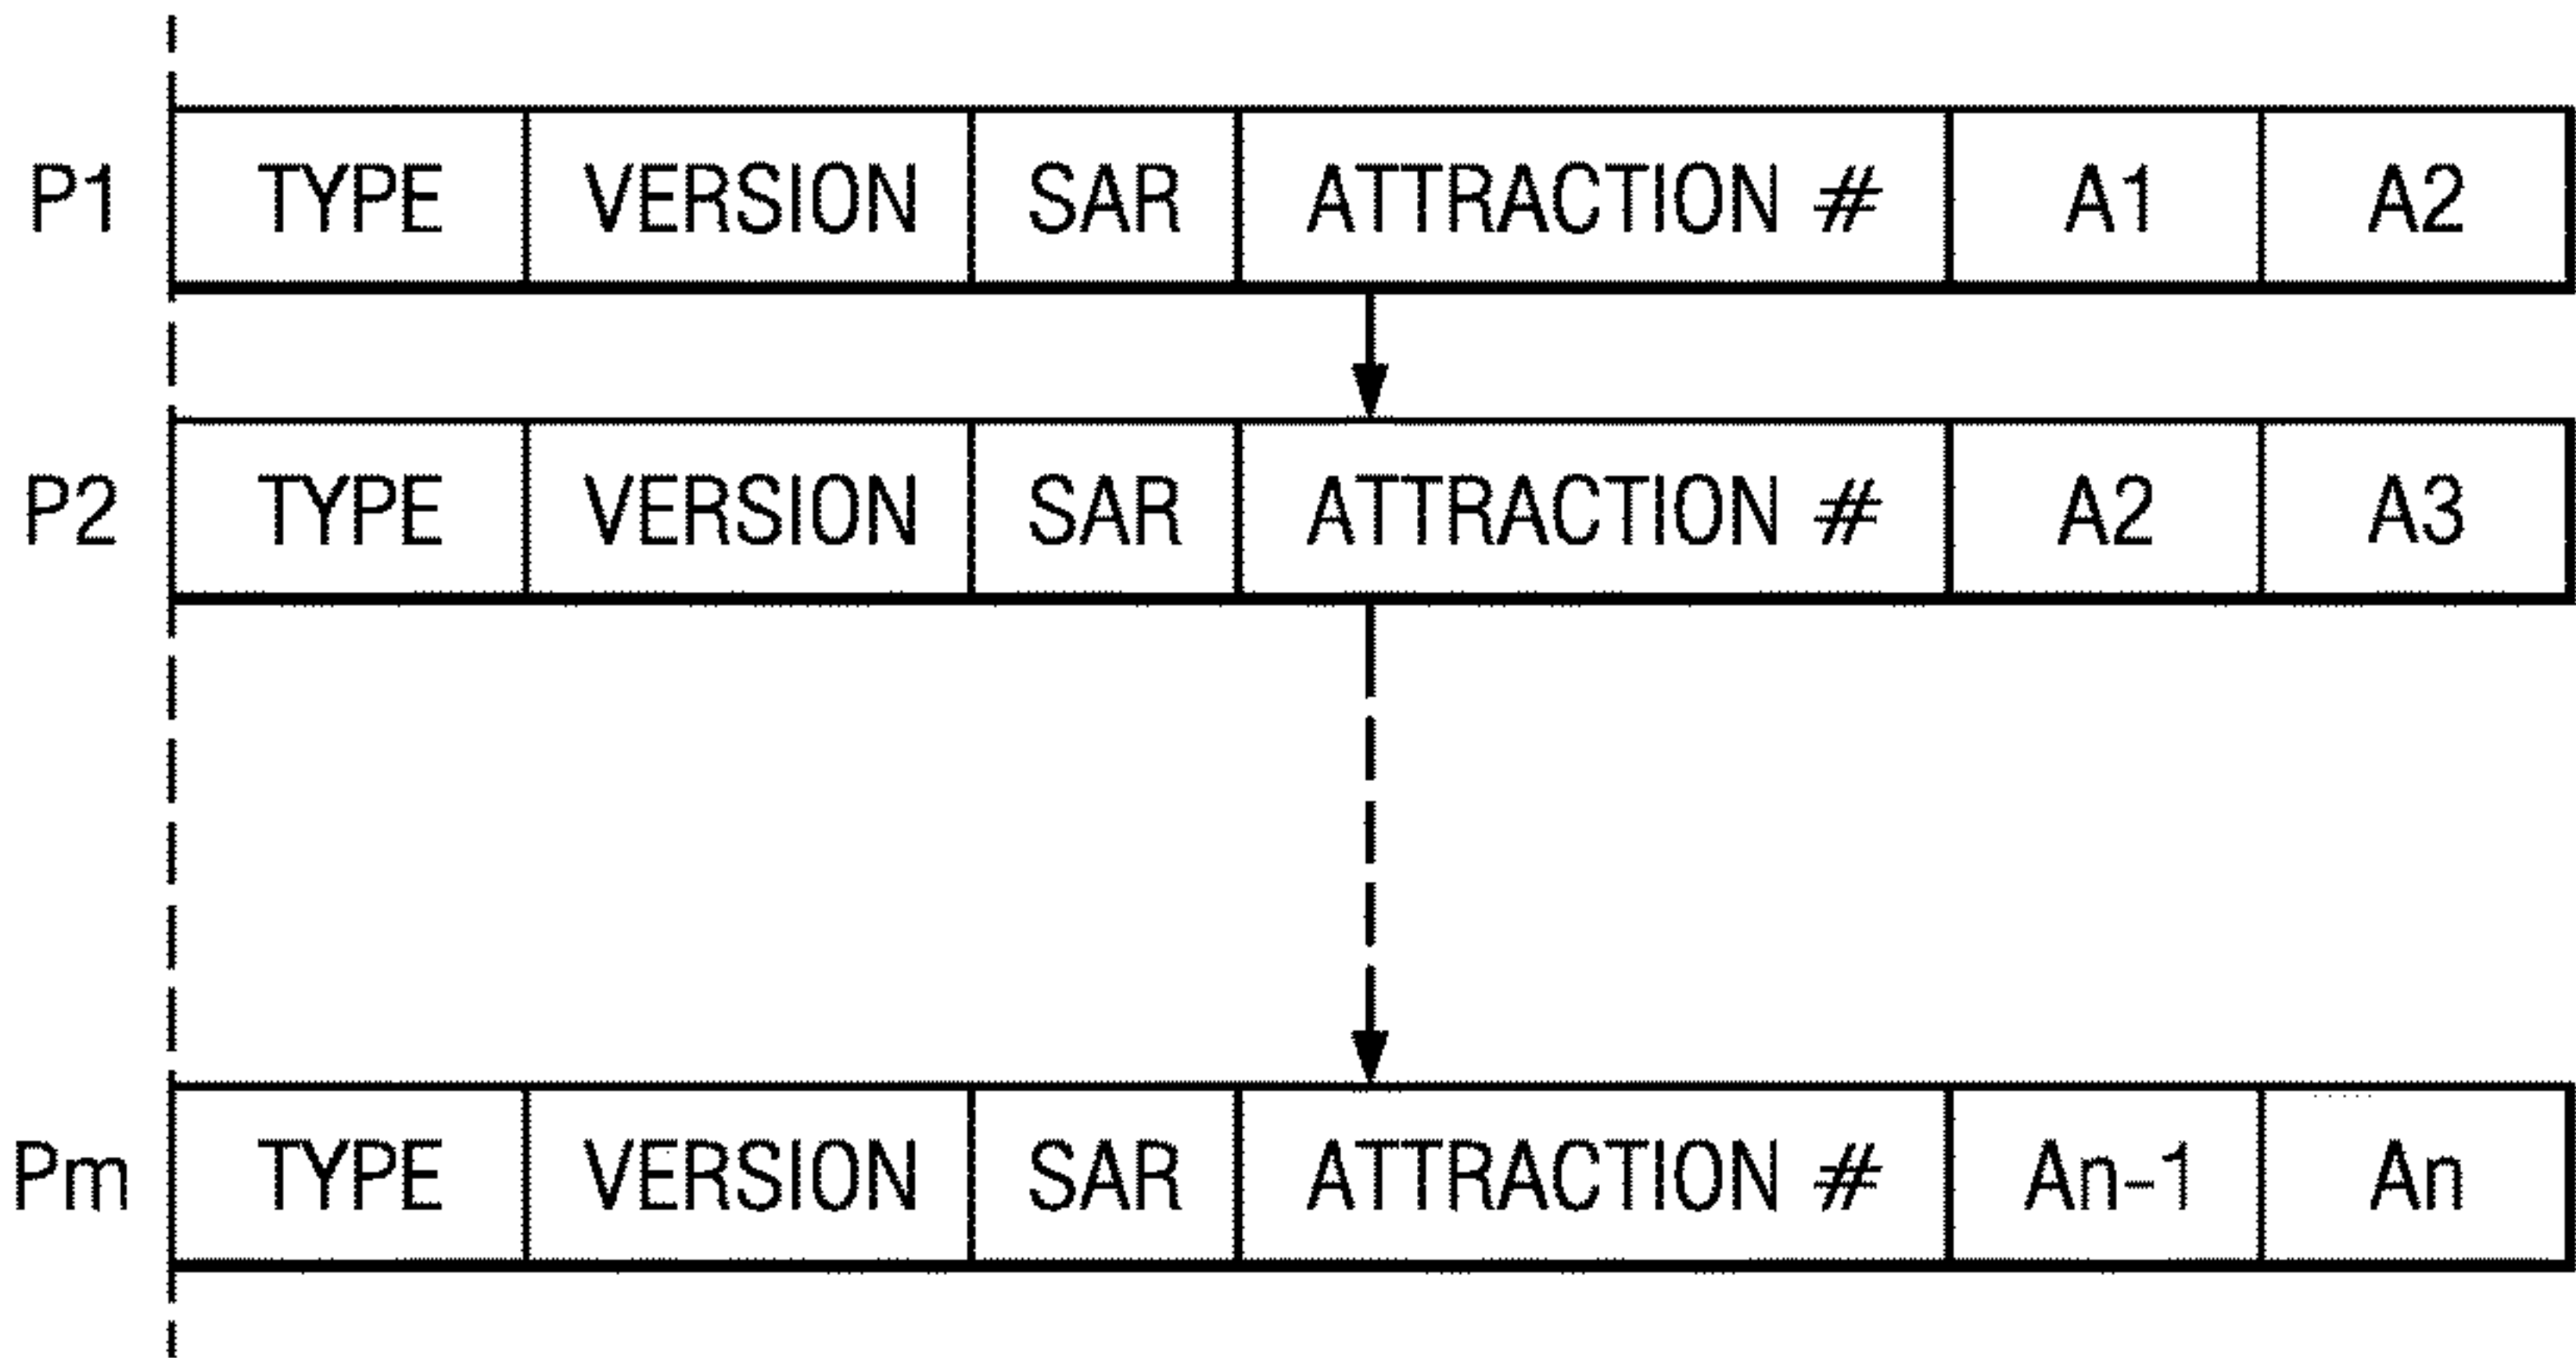 P1 TYPE VERSION SAR ATTRACTION # A1 A2
P2 TYPE VERSION SAR ATTRACTION # A2 A3
Pm TYPE VERSION SAR ATTRACTION # An-1 An